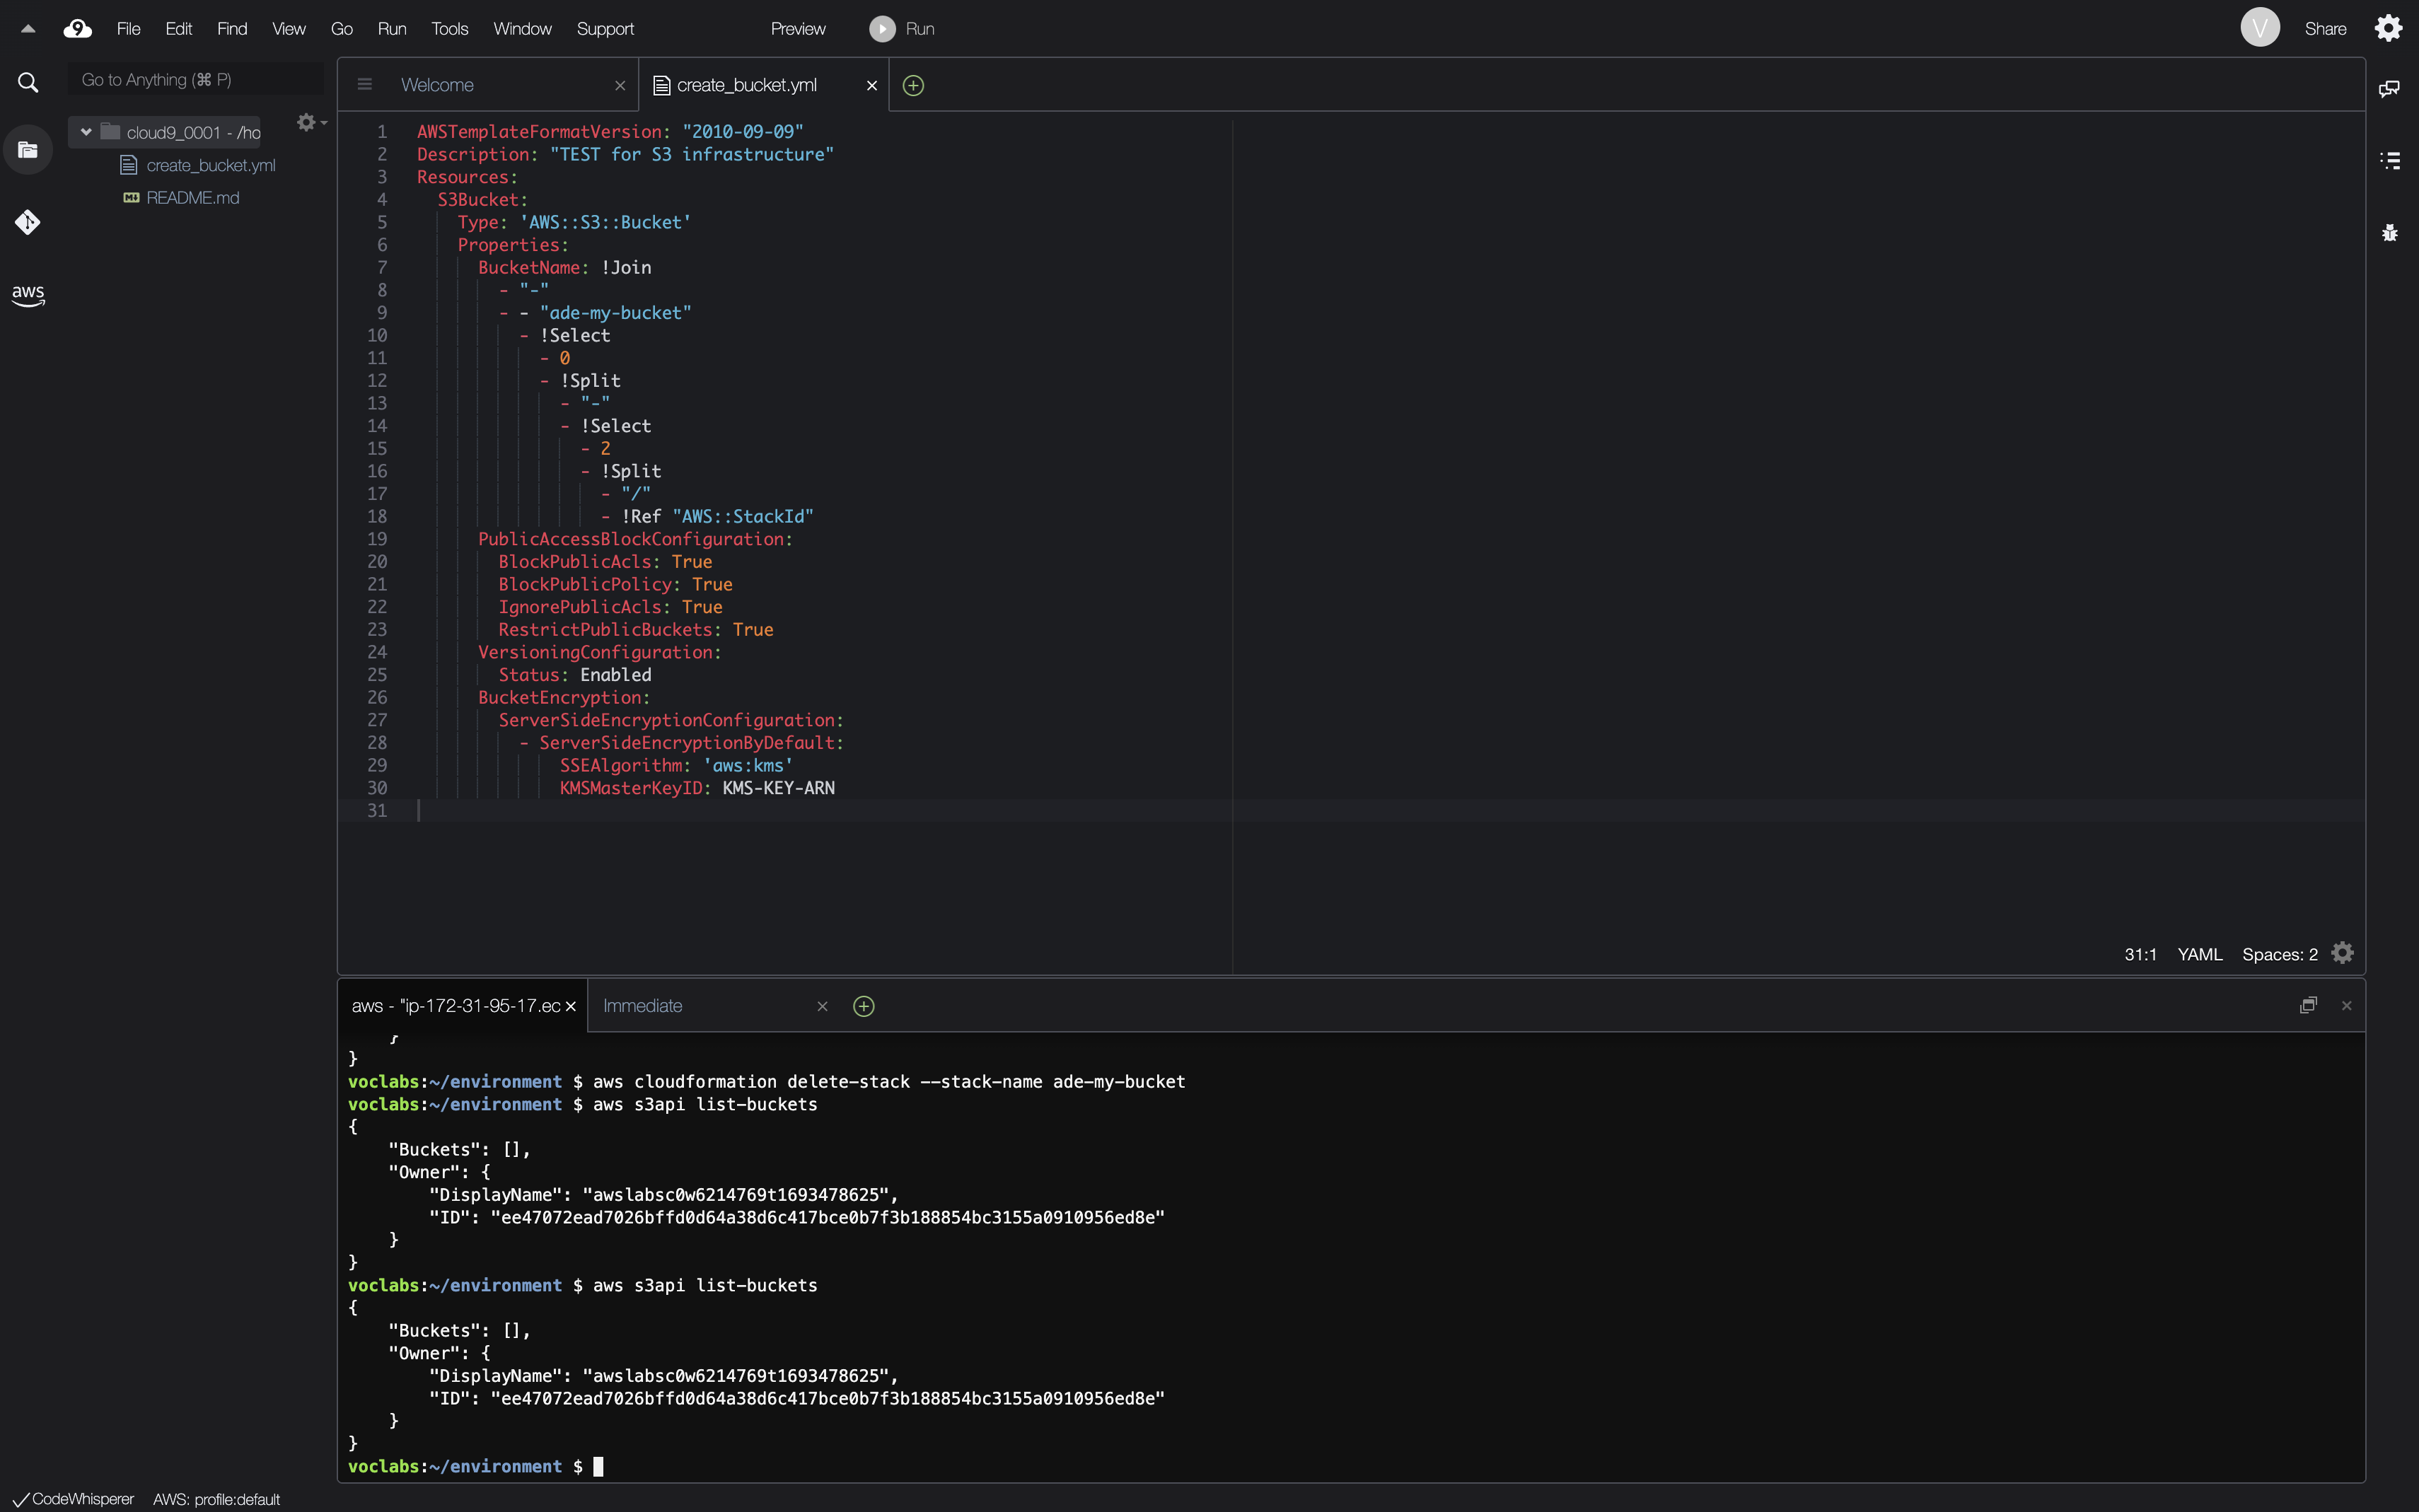 File Edit Find View Go Run Tools Window Support Preview Run V Share
Go to Anything (⌘ P)
cloud9_0001 - /ho
create_bucket.yml
README.md
aws
Welcome create_bucket.yml
1 AWSTemplateFormatVersion: "2010-09-09"
2 Description: "TEST for S3 infrastructure"
3 Resources:
4 S3Bucket:
5 Type: 'AWS::S3::Bucket'
6 Properties:
7 BucketName: !Join
8 - "-"
9 - - "ade-my-bucket"
10 - !Select
11 - 0
12 - !Split
13 - "-"
14 - !Select
15 - 2
16 - !Split
17 - "/"
18 - !Ref "AWS::StackId"
19 PublicAccessBlockConfiguration:
20 BlockPublicAcls: True
21 BlockPublicPolicy: True
22 IgnorePublicAcls: True
23 RestrictPublicBuckets: True
24 VersioningConfiguration:
25 Status: Enabled
26 BucketEncryption:
27 ServerSideEncryptionConfiguration:
28 - ServerSideEncryptionByDefault:
29 SSEAlgorithm: 'aws:kms'
30 KMSMasterKeyID: KMS-KEY-ARN
31
31:1 YAML Spaces: 2
aws - "ip-172-31-95-17.ec Immediate
}
}
voclabs:~/environment $ aws cloudformation delete-stack --stack-name ade-my-bucket
voclabs:~/environment $ aws s3api list-buckets
{
"Buckets": [],
"Owner": {
"DisplayName": "awslabsc0w6214769t1693478625",
"ID": "ee47072ead7026bffd0d64a38d6c417bce0b7f3b188854bc3155a0910956ed8e"
}
}
voclabs:~/environment $ aws s3api list-buckets
{
"Buckets": [],
"Owner": {
"DisplayName": "awslabsc0w6214769t1693478625",
"ID": "ee47072ead7026bffd0d64a38d6c417bce0b7f3b188854bc3155a0910956ed8e"
}
}
voclabs:~/environment $
CodeWhisperer AWS: profile:default